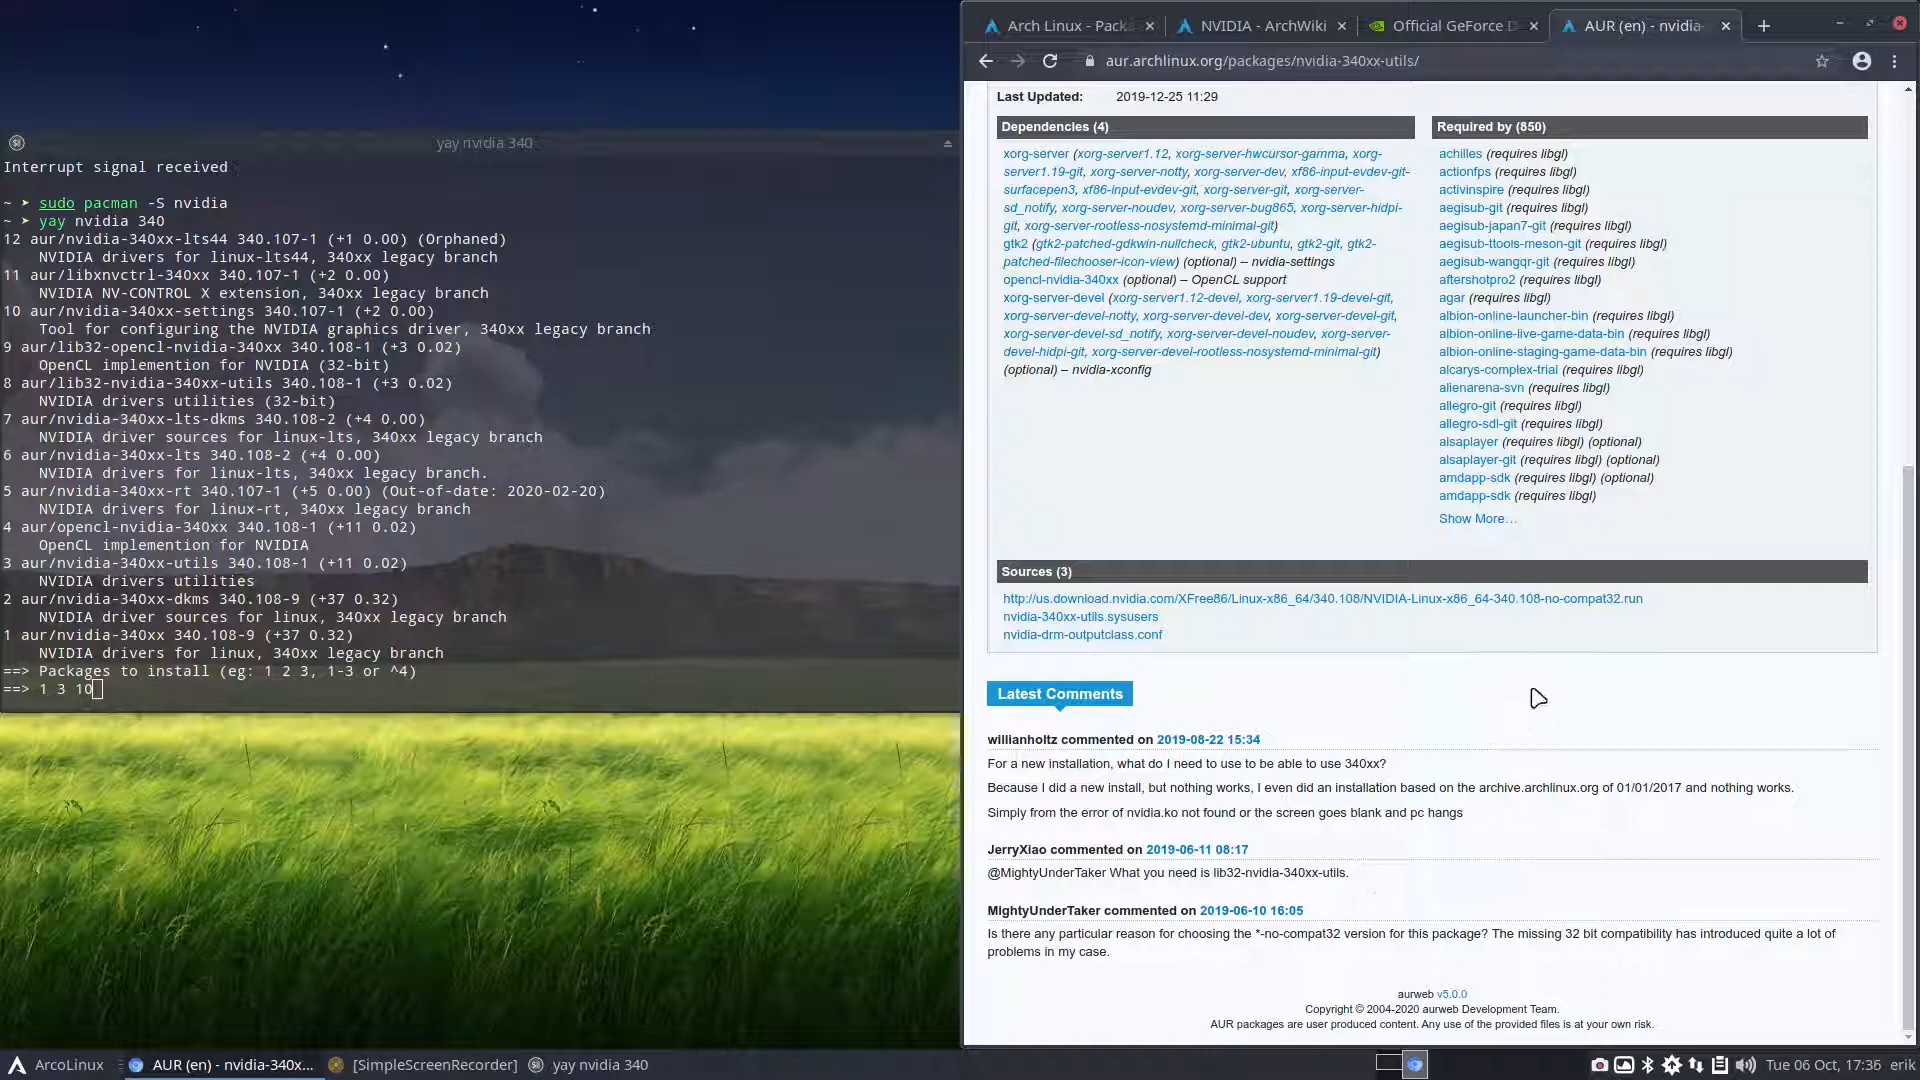 yay nvidia 340
Interrupt signal received
~ ➤ sudo pacman -S nvidia
~ ➤ yay nvidia 340
12 aur/nvidia-340xx-lts44 340.107-1 (+1 0.00) (Orphaned)
NVIDIA drivers for linux-lts44, 340xx legacy branch
11 aur/libxnvctrl-340xx 340.107-1 (+2 0.00)
NVIDIA NV-CONTROL X extension, 340xx legacy branch
10 aur/nvidia-340xx-settings 340.107-1 (+2 0.00)
Tool for configuring the NVIDIA graphics driver, 340xx legacy branch
9 aur/lib32-opencl-nvidia-340xx 340.108-1 (+3 0.02)
OpenCL implemention for NVIDIA (32-bit)
8 aur/lib32-nvidia-340xx-utils 340.108-1 (+3 0.02)
NVIDIA drivers utilities (32-bit)
7 aur/nvidia-340xx-lts-dkms 340.108-2 (+4 0.00)
NVIDIA driver sources for linux-lts, 340xx legacy branch
6 aur/nvidia-340xx-lts 340.108-2 (+4 0.00)
NVIDIA drivers for linux-lts, 340xx legacy branch.
5 aur/nvidia-340xx-rt 340.107-1 (+5 0.00) (Out-of-date: 2020-02-20)
NVIDIA drivers for linux-rt, 340xx legacy branch
4 aur/opencl-nvidia-340xx 340.108-1 (+11 0.02)
OpenCL implemention for NVIDIA
3 aur/nvidia-340xx-utils 340.108-1 (+11 0.02)
NVIDIA drivers utilities
2 aur/nvidia-340xx-dkms 340.108-9 (+37 0.32)
NVIDIA driver sources for linux, 340xx legacy branch
1 aur/nvidia-340xx 340.108-9 (+37 0.32)
NVIDIA drivers for linux, 340xx legacy branch
==> Packages to install (eg: 1 2 3, 1-3 or ^4)
==> 1 3 10
Arch Linux - Pack
NVIDIA - ArchWiki
Official GeForce D
AUR (en) - nvidia-
aur.archlinux.org/packages/nvidia-340xx-utils/
Last Updated: 2019-12-25 11:29
Dependencies (4)
xorg-server (xorg-server1.12, xorg-server-hwcursor-gamma, xorg-
server1.19-git, xorg-server-notty, xorg-server-dev, xf86-input-evdev-git-
surfacepen3, xf86-input-evdev-git, xorg-server-git, xorg-server-
sd_notify, xorg-server-noudev, xorg-server-bug865, xorg-server-hidpi-
git, xorg-server-rootless-nosystemd-minimal-git)
gtk2 (gtk2-patched-gdkwin-nullcheck, gtk2-ubuntu, gtk2-git, gtk2-
patched-filechooser-icon-view) (optional) – nvidia-settings
opencl-nvidia-340xx (optional) – OpenCL support
xorg-server-devel (xorg-server1.12-devel, xorg-server1.19-devel-git,
xorg-server-devel-notty, xorg-server-devel-dev, xorg-server-devel-git,
xorg-server-devel-sd_notify, xorg-server-devel-noudev, xorg-server-
devel-hidpi-git, xorg-server-devel-rootless-nosystemd-minimal-git)
(optional) – nvidia-xconfig
Required by (850)
achilles (requires libgl)
actionfps (requires libgl)
activinspire (requires libgl)
aegisub-git (requires libgl)
aegisub-japan7-git (requires libgl)
aegisub-ttools-meson-git (requires libgl)
aegisub-wangqr-git (requires libgl)
aftershotpro2 (requires libgl)
agar (requires libgl)
albion-online-launcher-bin (requires libgl)
albion-online-live-game-data-bin (requires libgl)
albion-online-staging-game-data-bin (requires libgl)
alcarys-complex-trial (requires libgl)
alienarena-svn (requires libgl)
allegro-git (requires libgl)
allegro-sdl-git (requires libgl)
alsaplayer (requires libgl) (optional)
alsaplayer-git (requires libgl) (optional)
amdapp-sdk (requires libgl) (optional)
amdapp-sdk (requires libgl)
Show More…
Sources (3)
http://us.download.nvidia.com/XFree86/Linux-x86_64/340.108/NVIDIA-Linux-x86_64-340.108-no-compat32.run
nvidia-340xx-utils.sysusers
nvidia-drm-outputclass.conf
Latest Comments
willianholtz commented on 2019-08-22 15:34
For a new installation, what do I need to use to be able to use 340xx?
Because I did a new install, but nothing works, I even did an installation based on the archive.archlinux.org of 01/01/2017 and nothing works.
Simply from the error of nvidia.ko not found or the screen goes blank and pc hangs
JerryXiao commented on 2019-06-11 08:17
@MightyUnderTaker What you need is lib32-nvidia-340xx-utils.
MightyUnderTaker commented on 2019-06-10 16:05
Is there any particular reason for choosing the *-no-compat32 version for this package? The missing 32 bit compatibility has introduced quite a lot of
problems in my case.
aurweb v5.0.0
Copyright © 2004-2020 aurweb Development Team.
AUR packages are user produced content. Any use of the provided files is at your own risk.
ArcoLinux
AUR (en) - nvidia-340x...
[SimpleScreenRecorder]
yay nvidia 340
Tue 06 Oct, 17:36 erik